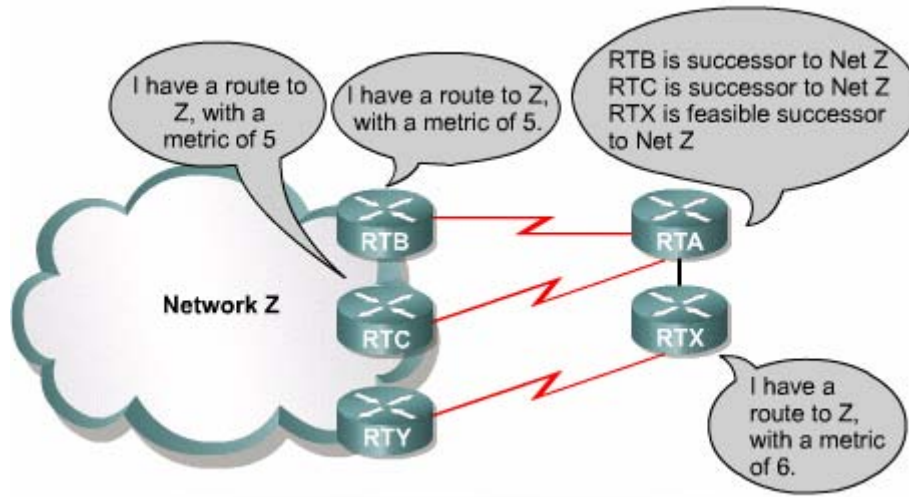 I have a route to
Z, with a
metric of 5
I have a route to Z,
with a metric of 5.
RTB is successor to Net Z
RTC is successor to Net Z
RTX is feasible successor
to Net Z
RTB
RTA
Network Z
RTC
RTX
RTY
I have a
route to Z,
with a metric
of 6.